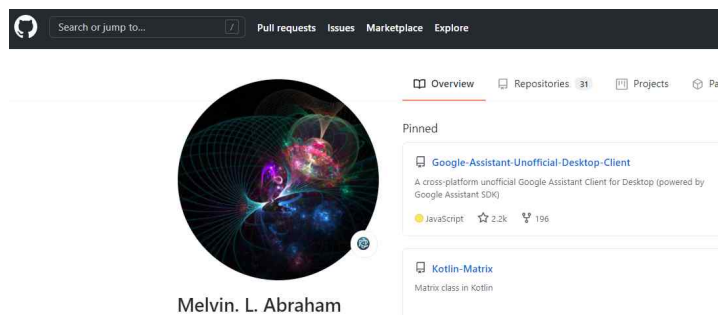 Search or jump to... / Pull requests Issues Marketplace Explore
Overview Repositories 31 Projects Pa
Pinned
Google-Assistant-Unofficial-Desktop-Client
A cross-platform unofficial Google Assistant Client for Desktop (powered by
Google Assistant SDK)
JavaScript 2.2k 196
Kotlin-Matrix
Matrix class in Kotlin
Melvin. L. Abraham